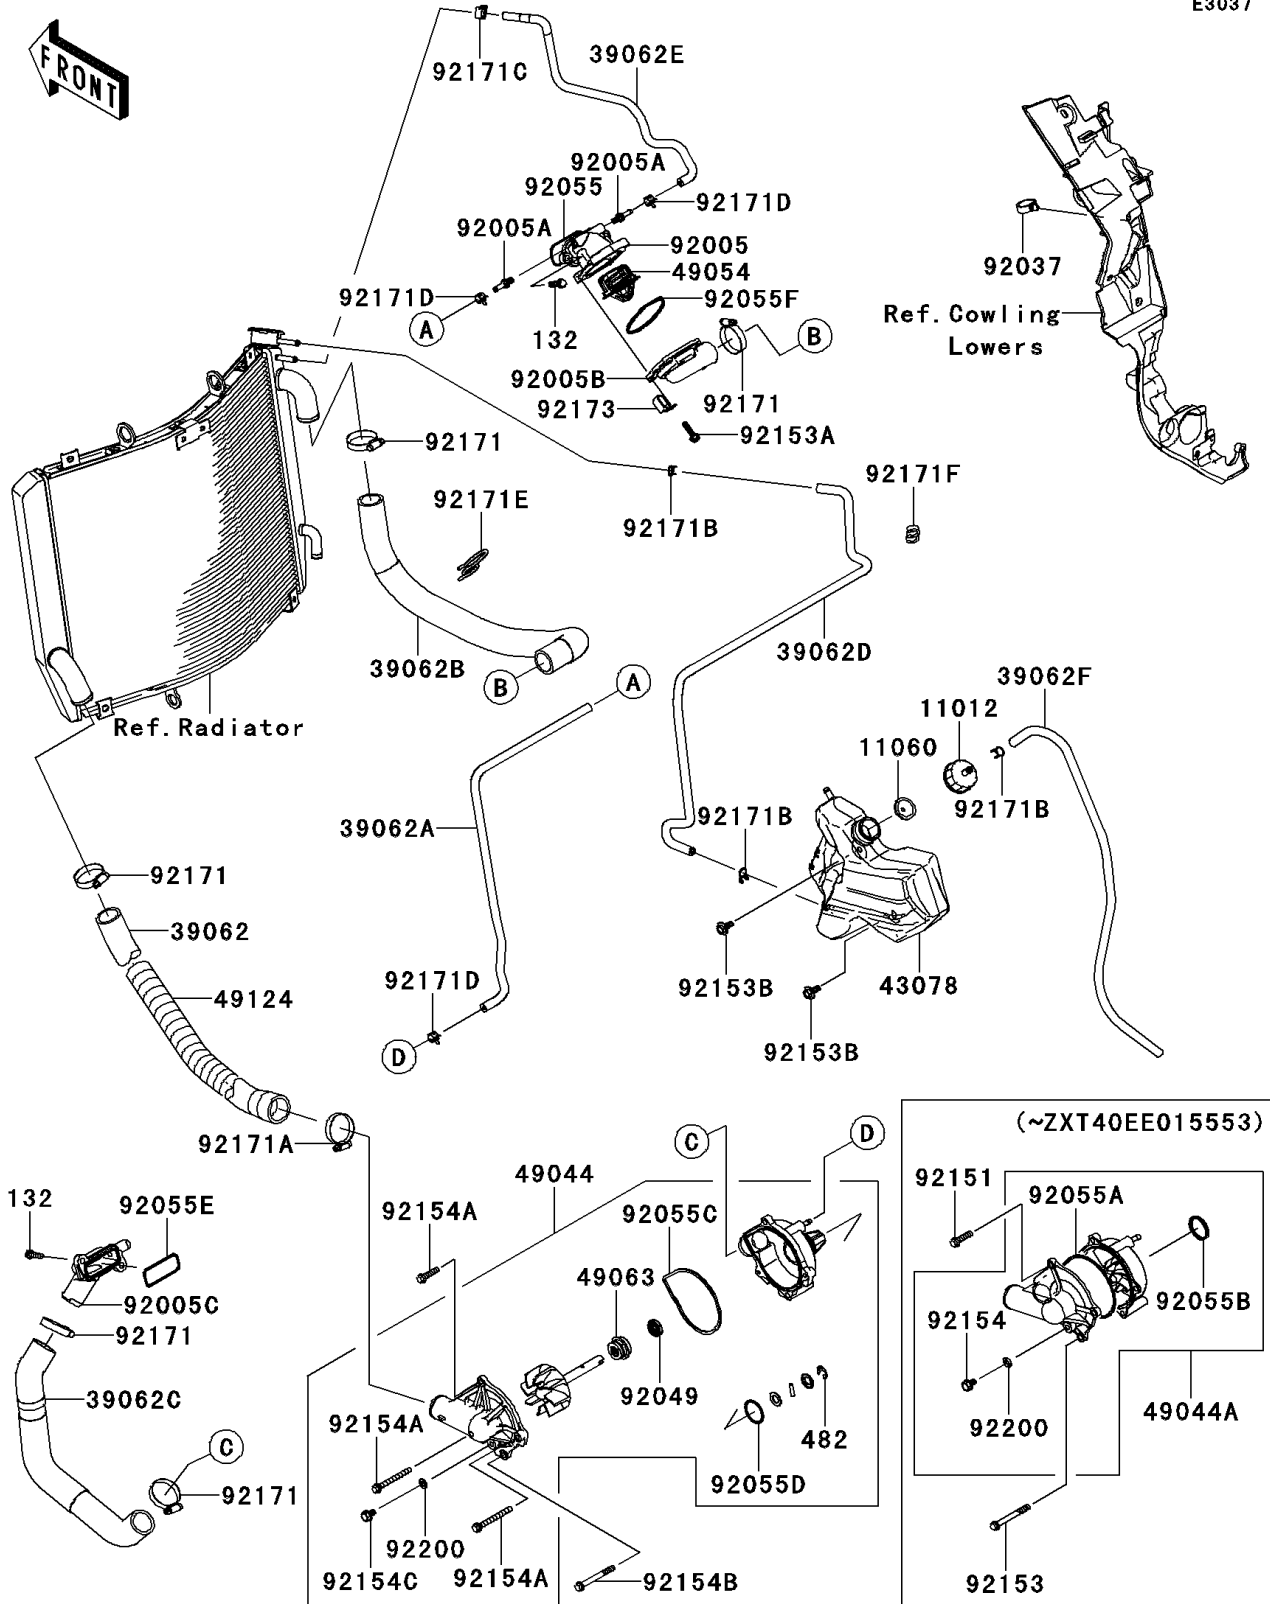 E3037
FRONT
92171C
39062E
92005A
92055
92171D
92005A
92005
49054
92171D
92055F
A
132
B
92005B
92173
92171
92153A
92037
Ref. Cowling
Lowers
92171
92171E
92171B
92171F
39062B
B
A
39062D
39062F
11012
11060
92171B
Ref. Radiator
39062A
92171B
92171
39062
49124
92171D
D
92153B
43078
92153B
92171A
(~ZXT40EE015553)
C
D
49044
92151
92055A
132
92055E
92154A
92055C
49063
92005C
92171
92055B
92154
39062C
92049
92154A
482
92200
49044A
C
92171
92055D
92200
92154C
92154A
92154B
92153